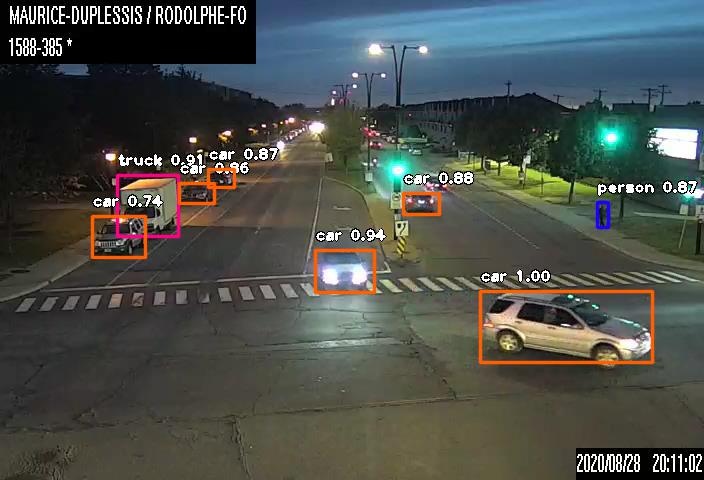 MAURICE-DUPLESSIS / RODOLPHE-FO
1588-385 *
truck 0.91
car 0.87
car 0.86
car 0.74
car 0.88
person 0.87
car 0.94
car 1.00
2020/08/28 20:11:02